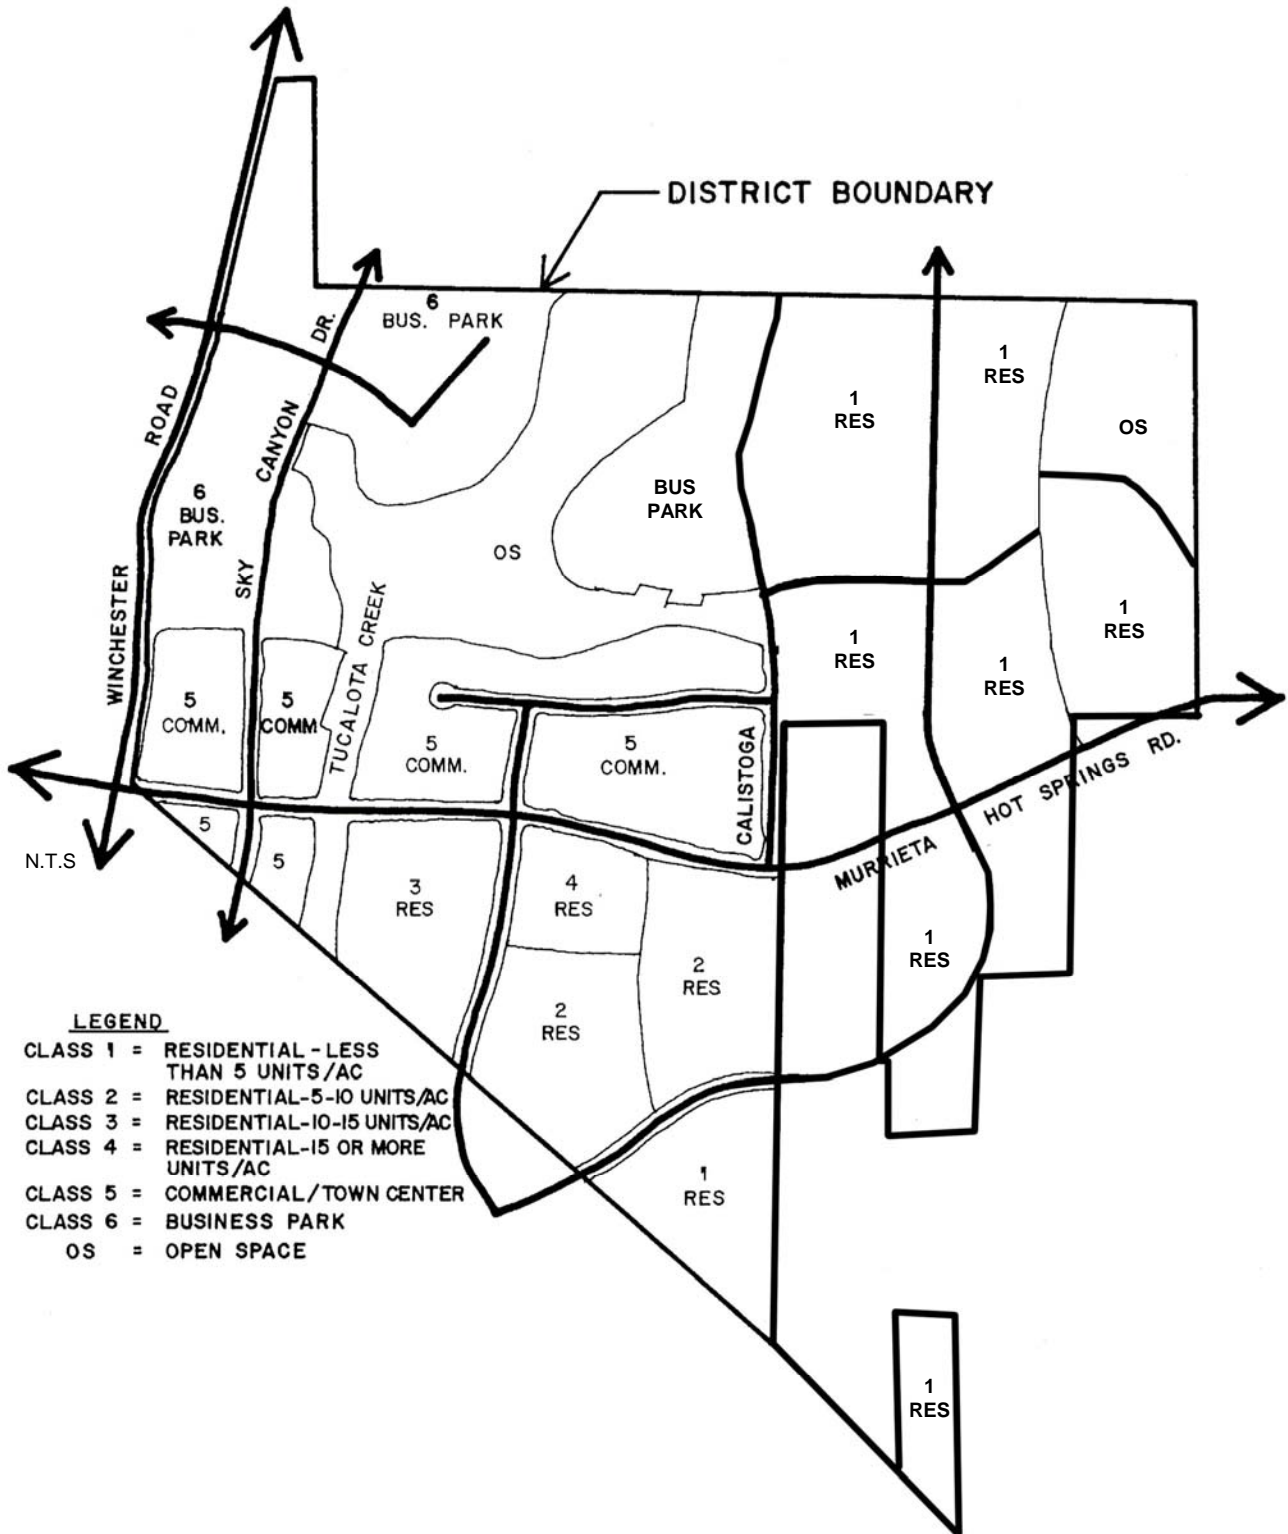 DISTRICT BOUNDARY
6
BUS. PARK
DR.
CANYON
SKY
ROAD
WINCHESTER
6
BUS.
PARK
1
RES
1
RES
OS
BUS
PARK
OS
TUCALOTA CREEK
1
RES
1
RES
1
RES
5
COMM.
5
COMM
5
COMM.
5
COMM.
CALISTOGA
MURRIETA HOT SPRINGS RD.
N.T.S
5
5
3
RES
4
RES
2
RES
2
RES
1
RES
1
RES
1
RES
LEGEND
CLASS 1 = RESIDENTIAL-LESS
THAN 5 UNITS/AC
CLASS 2 = RESIDENTIAL-5-10 UNITS/AC
CLASS 3 = RESIDENTIAL-10-15 UNITS/AC
CLASS 4 = RESIDENTIAL-15 OR MORE
UNITS/AC
CLASS 5 = COMMERCIAL/TOWN CENTER
CLASS 6 = BUSINESS PARK
OS = OPEN SPACE